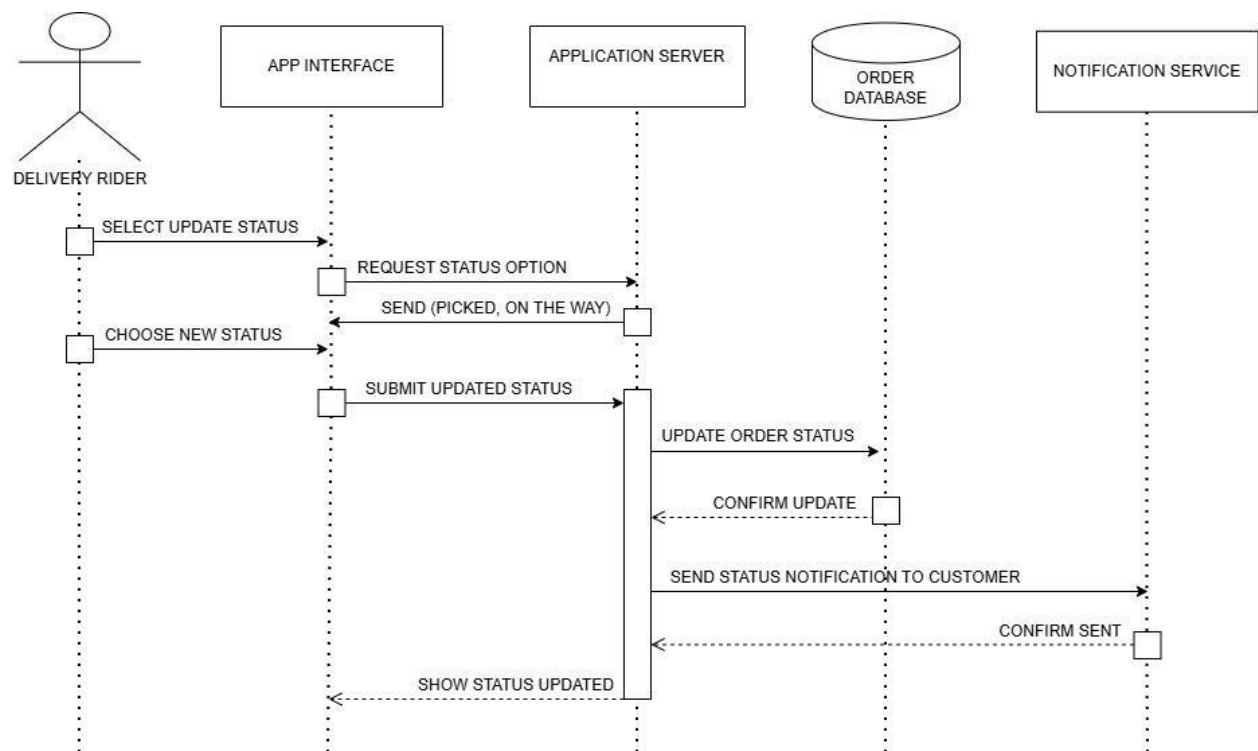 APP INTERFACE
APPLICATION SERVER
ORDER
DATABASE
NOTIFICATION SERVICE
DELIVERY RIDER
SELECT UPDATE STATUS
REQUEST STATUS OPTION
SEND (PICKED, ON THE WAY)
CHOOSE NEW STATUS
SUBMIT UPDATED STATUS
UPDATE ORDER STATUS
CONFIRM UPDATE
SEND STATUS NOTIFICATION TO CUSTOMER
CONFIRM SENT
SHOW STATUS UPDATED